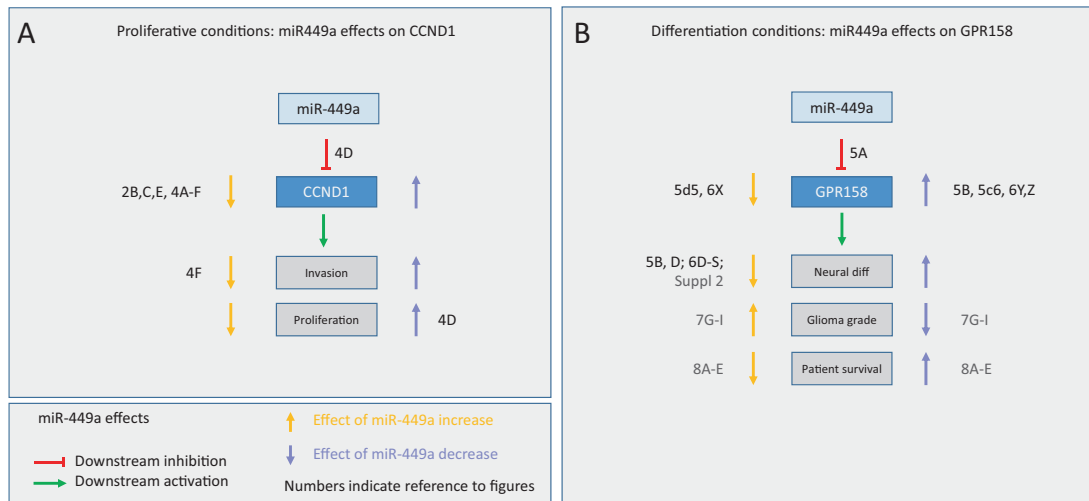 A
Proliferative conditions: miR449a effects on CCND1
miR-449a
4D
2B,C,E, 4A-F
CCND1
4F
Invasion
Proliferation
4D
miR-449a effects
Downstream inhibition
Downstream activation
Effect of miR-449a increase
Effect of miR-449a decrease
Numbers indicate reference to figures
B
Differentiation conditions: miR449a effects on GPR158
miR-449a
5A
5d5, 6X
GPR158
5B, 5c6, 6Y,Z
5B, D; 6D-S;
Suppl 2
Neural diff
7G-I
Glioma grade
7G-I
8A-E
Patient survival
8A-E